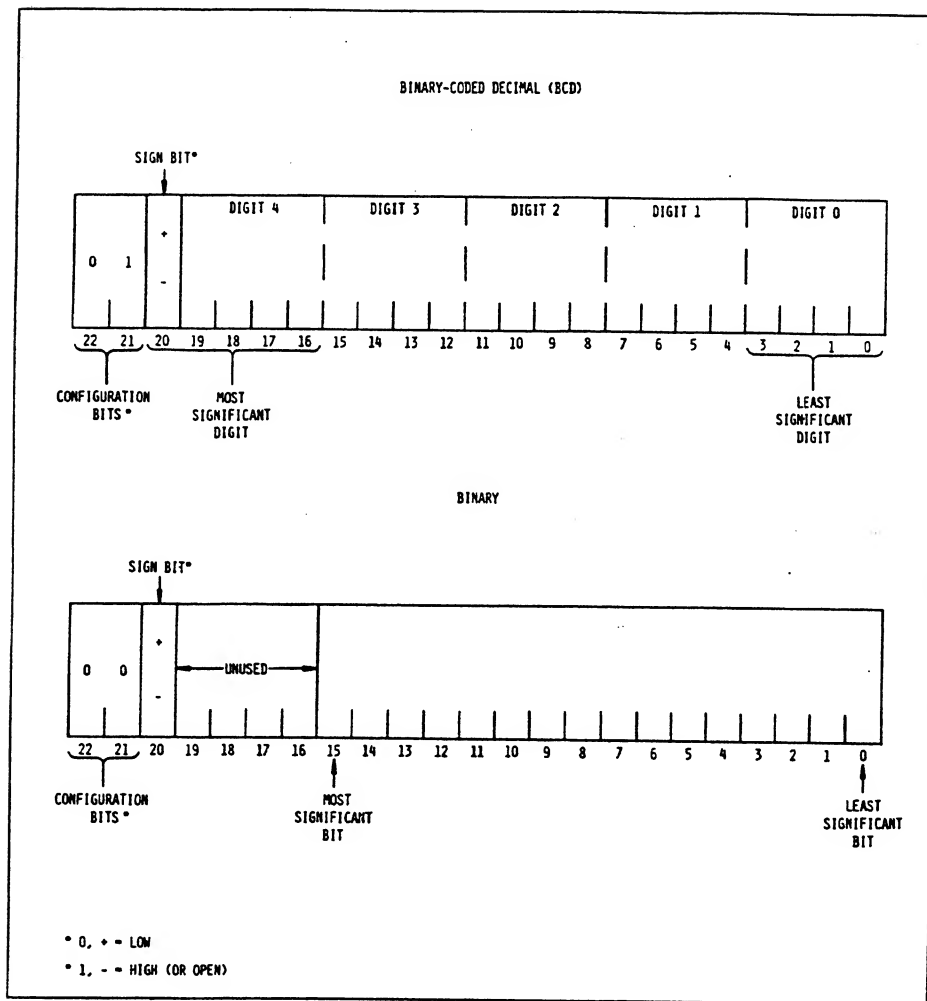 BINARY-CODED DECIMAL (BCD)
SIGN BIT*
DIGIT 4 DIGIT 3 DIGIT 2 DIGIT 1 DIGIT 0
+
0 1
-
22 21 20 19 18 17 16 15 14 13 12 11 10 9 8 7 6 5 4 3 2 1 0
CONFIGURATION
BITS*
MOST
SIGNIFICANT
DIGIT
LEAST
SIGNIFICANT
DIGIT
BINARY
SIGN BIT*
+
0 0
-
UNUSED
22 21 20 19 18 17 16 15 14 13 12 11 10 9 8 7 6 5 4 3 2 1 0
CONFIGURATION
BITS*
MOST
SIGNIFICANT
BIT
LEAST
SIGNIFICANT
BIT
* 0, + = LOW
* 1, - = HIGH (OR OPEN)